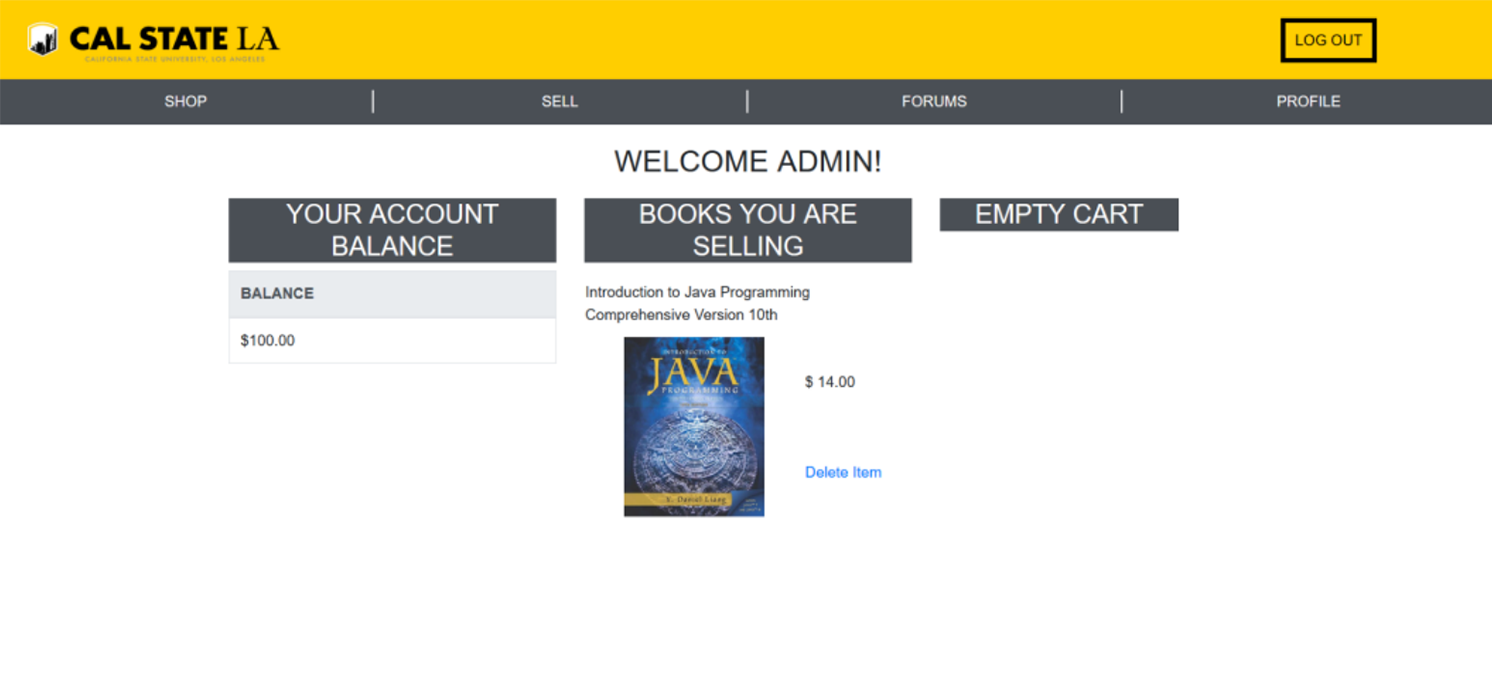 CAL STATE LA
CALIFORNIA STATE UNIVERSITY, LOS ANGELES
LOG OUT
SHOP
SELL
FORUMS
PROFILE
WELCOME ADMIN!
YOUR ACCOUNT
BALANCE
BALANCE
$100.00
BOOKS YOU ARE
SELLING
Introduction to Java Programming
Comprehensive Version 10th
INTRODUCTION TO
JAVA
PROGRAMMING
Y. Daniel Liang
$ 14.00
Delete Item
EMPTY CART